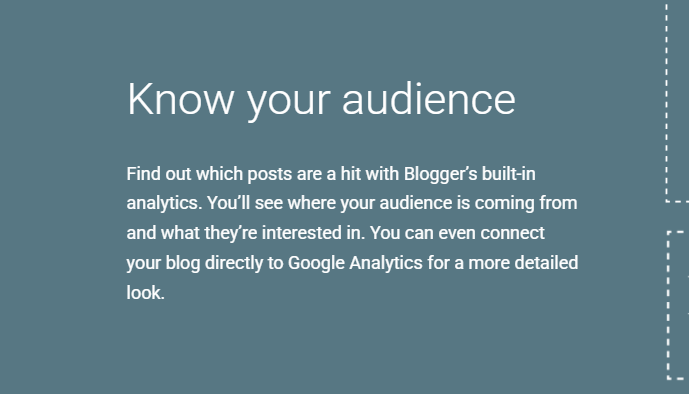 Know your audience
Find out which posts are a hit with Blogger’s built-in
analytics. You’ll see where your audience is coming from
and what they’re interested in. You can even connect
your blog directly to Google Analytics for a more detailed
look.